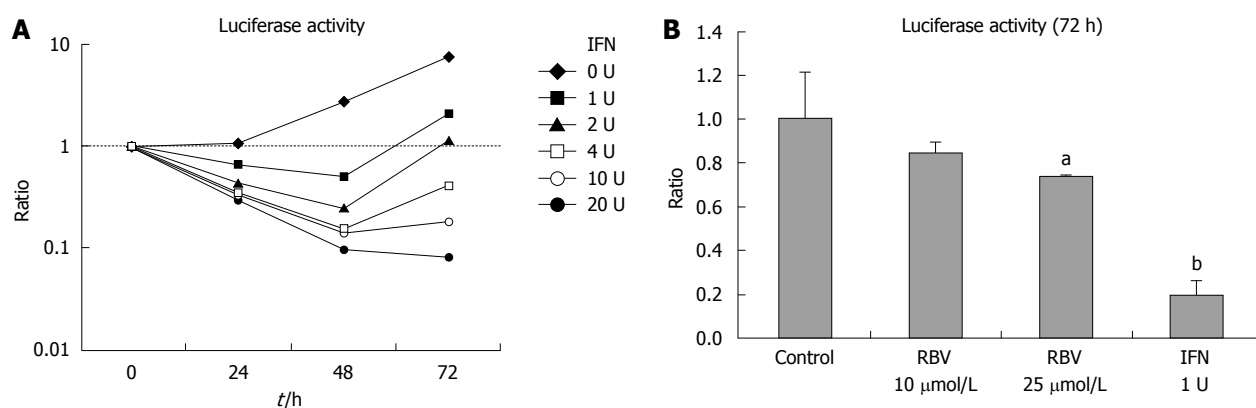 A
Luciferase activity
IFN
0 U
1 U
2 U
4 U
10 U
20 U
Ratio
10
1
0.1
0.01
0
24
48
72
t/h
B
Luciferase activity (72 h)
Ratio
1.4
1.2
1.0
0.8
0.6
0.4
0.2
0.0
a
b
Control
RBV
10 μmol/L
RBV
25 μmol/L
IFN
1 U